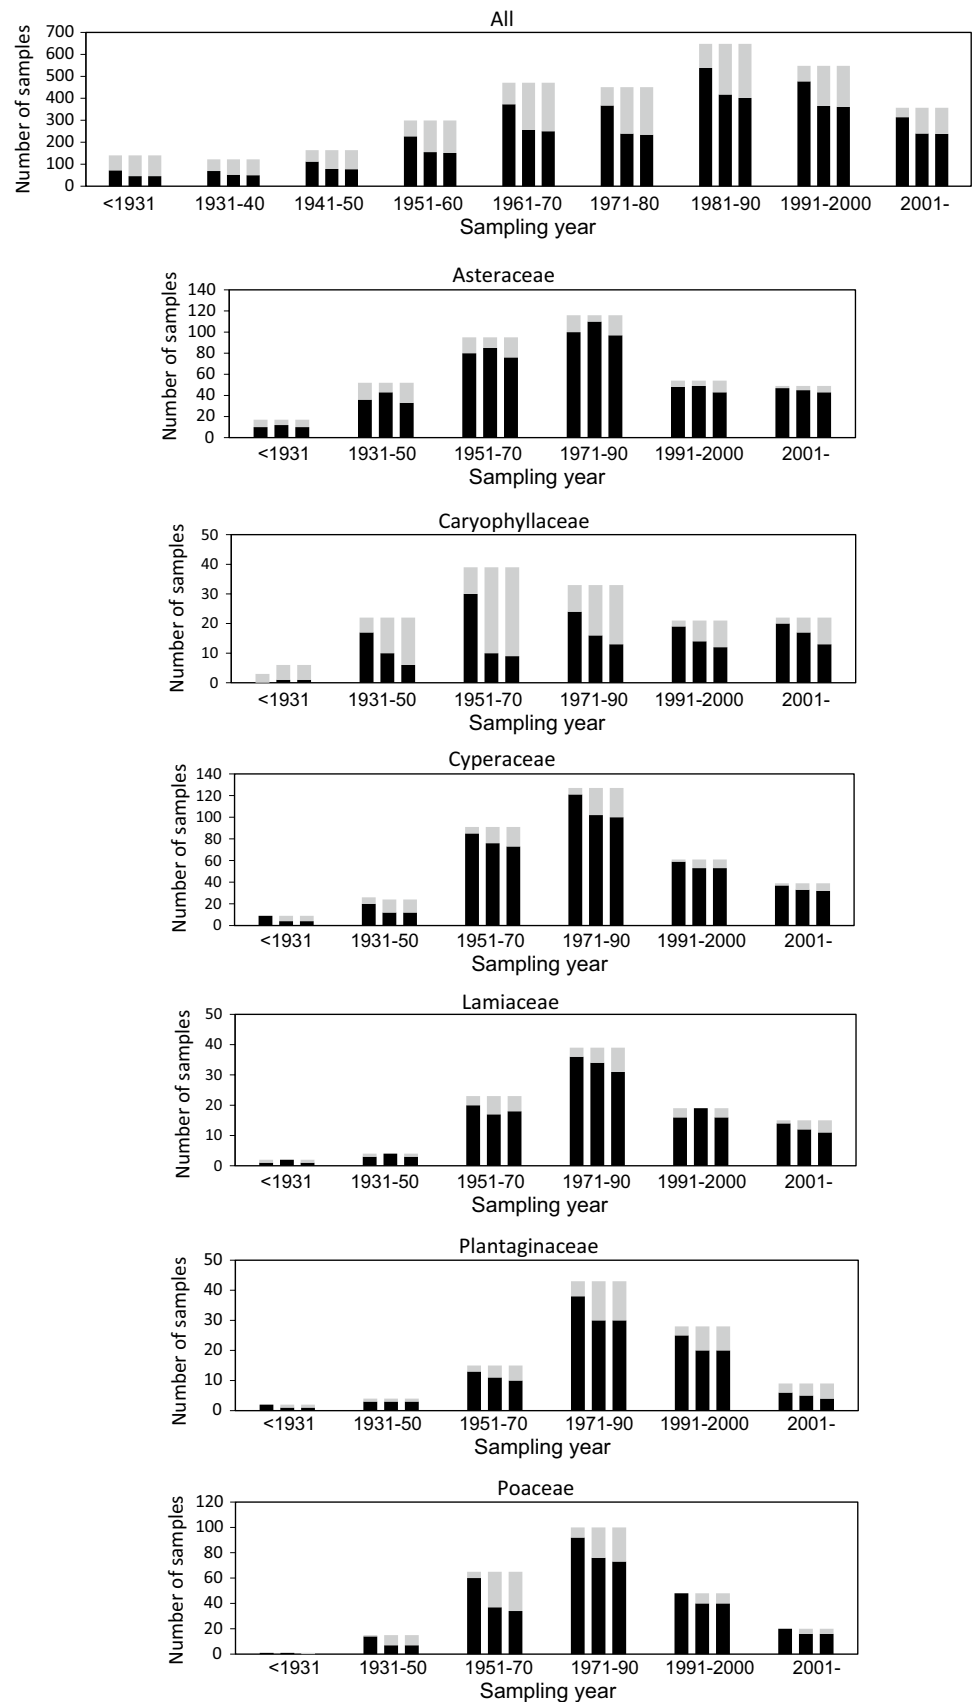 All
Number of samples
700
600
500
400
300
200
100
0
<1931 1931-40 1941-50 1951-60 1961-70 1971-80 1981-90 1991-2000 2001-
Sampling year
Asteraceae
Number of samples
140
120
100
80
60
40
20
0
<1931 1931-50 1951-70 1971-90 1991-2000 2001-
Sampling year
Caryophyllaceae
Number of samples
50
40
30
20
10
0
<1931 1931-50 1951-70 1971-90 1991-2000 2001-
Sampling year
Cyperaceae
Number of samples
140
120
100
80
60
40
20
0
<1931 1931-50 1951-70 1971-90 1991-2000 2001-
Sampling year
Lamiaceae
Number of samples
50
40
30
20
10
0
<1931 1931-50 1951-70 1971-90 1991-2000 2001-
Sampling year
Plantaginaceae
Number of samples
50
40
30
20
10
0
<1931 1931-50 1951-70 1971-90 1991-2000 2001-
Sampling year
Poaceae
Number of samples
120
100
80
60
40
20
0
<1931 1931-50 1951-70 1971-90 1991-2000 2001-
Sampling year